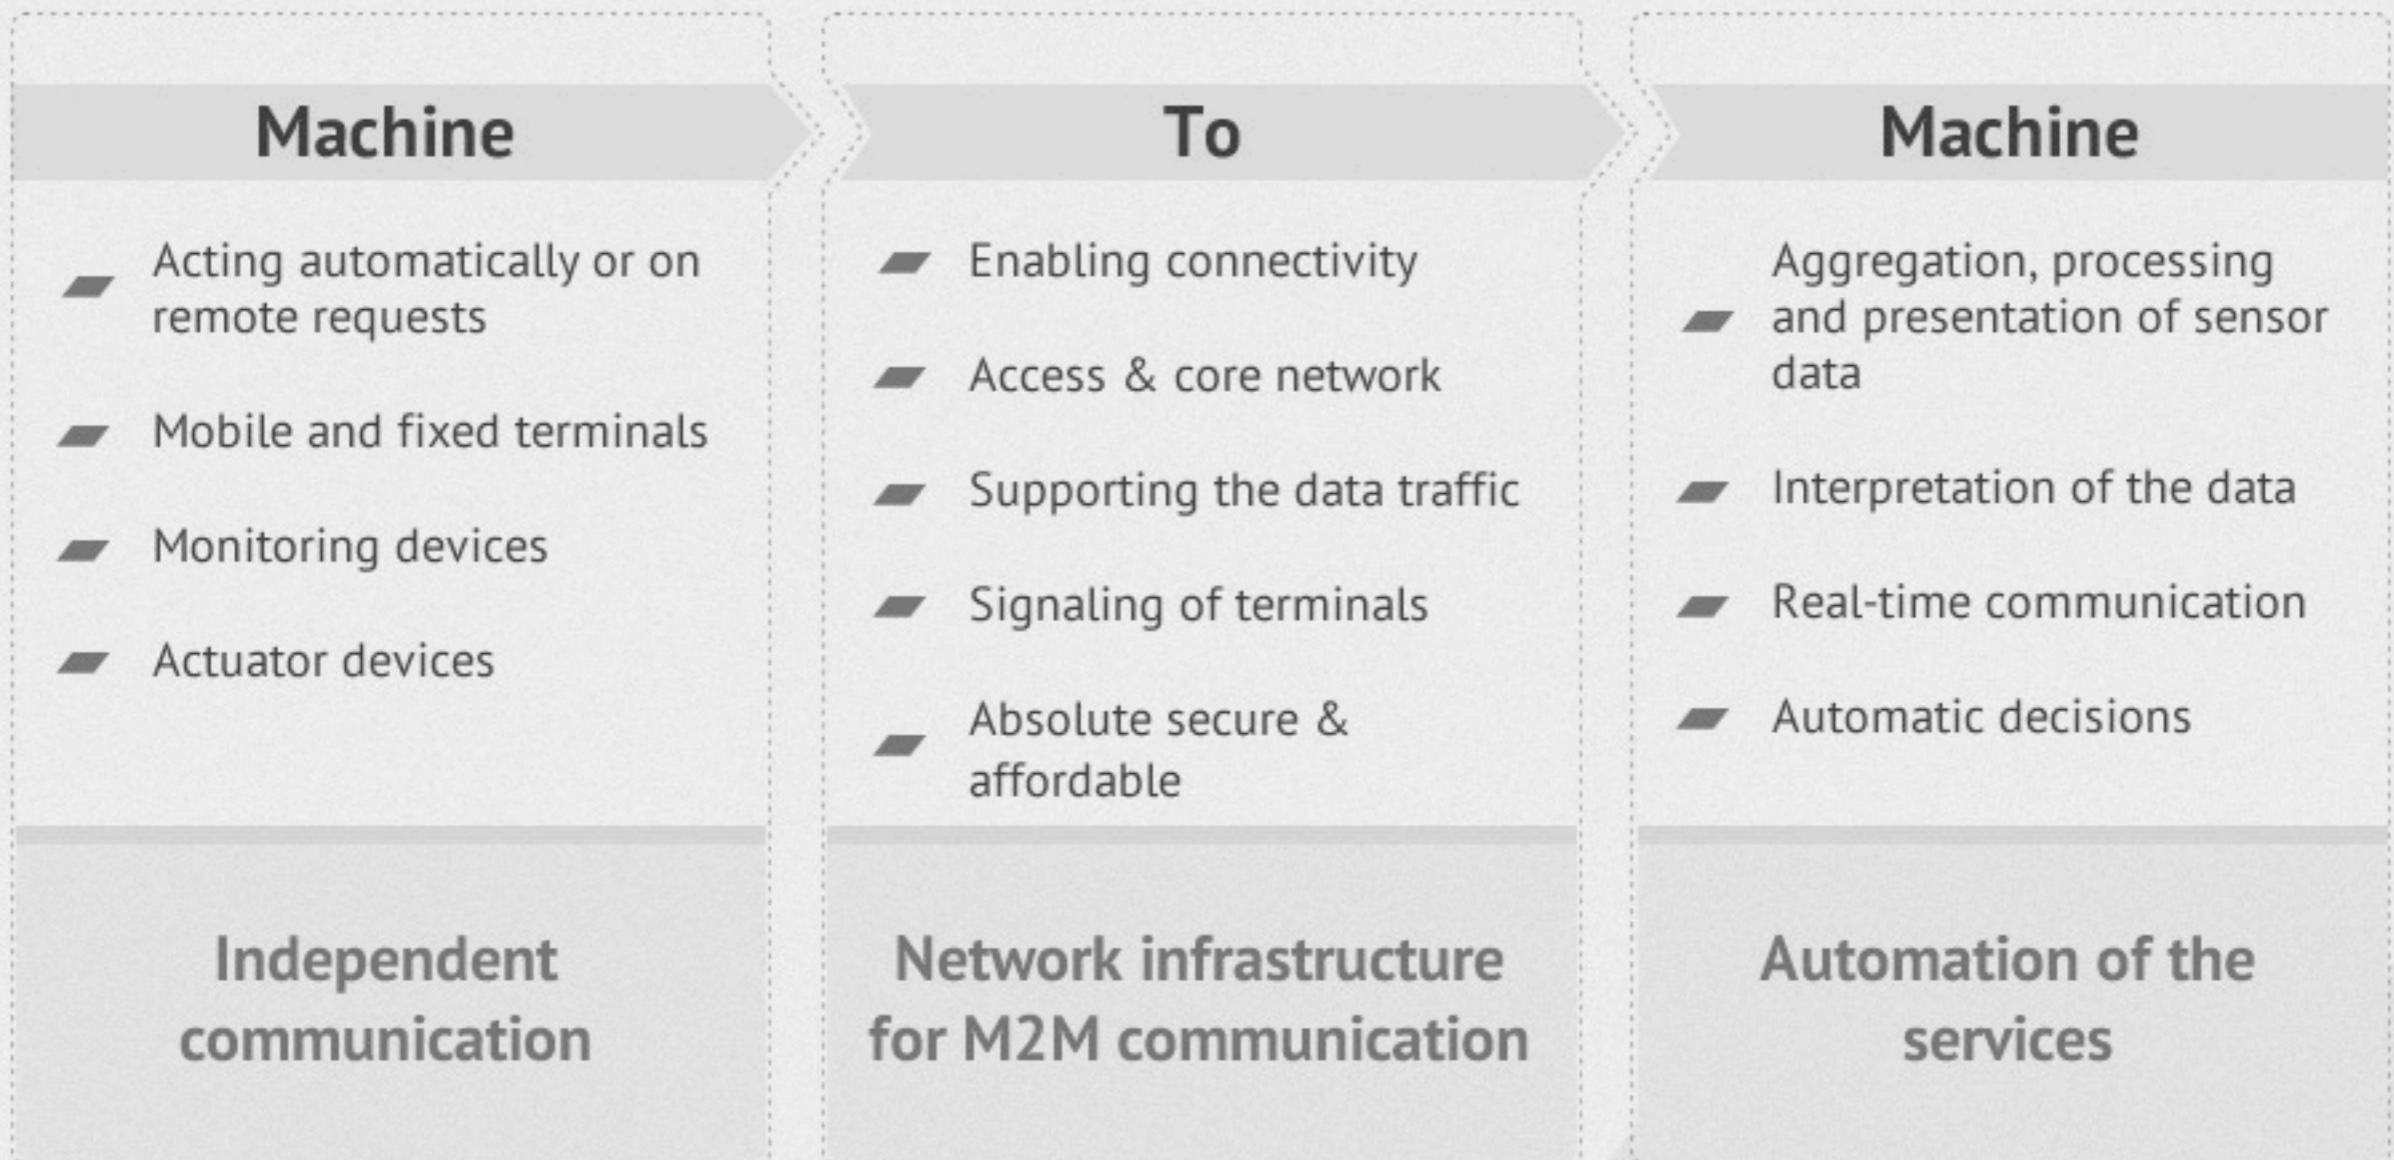 Machine
Acting automatically or on
remote requests
Mobile and fixed terminals
Monitoring devices
Actuator devices
Independent
communication
To
Enabling connectivity
Access & core network
Supporting the data traffic
Signaling of terminals
Absolute secure &
affordable
Network infrastructure
for M2M communication
Machine
Aggregation, processing
and presentation of sensor
data
Interpretation of the data
Real-time communication
Automatic decisions
Automation of the
services